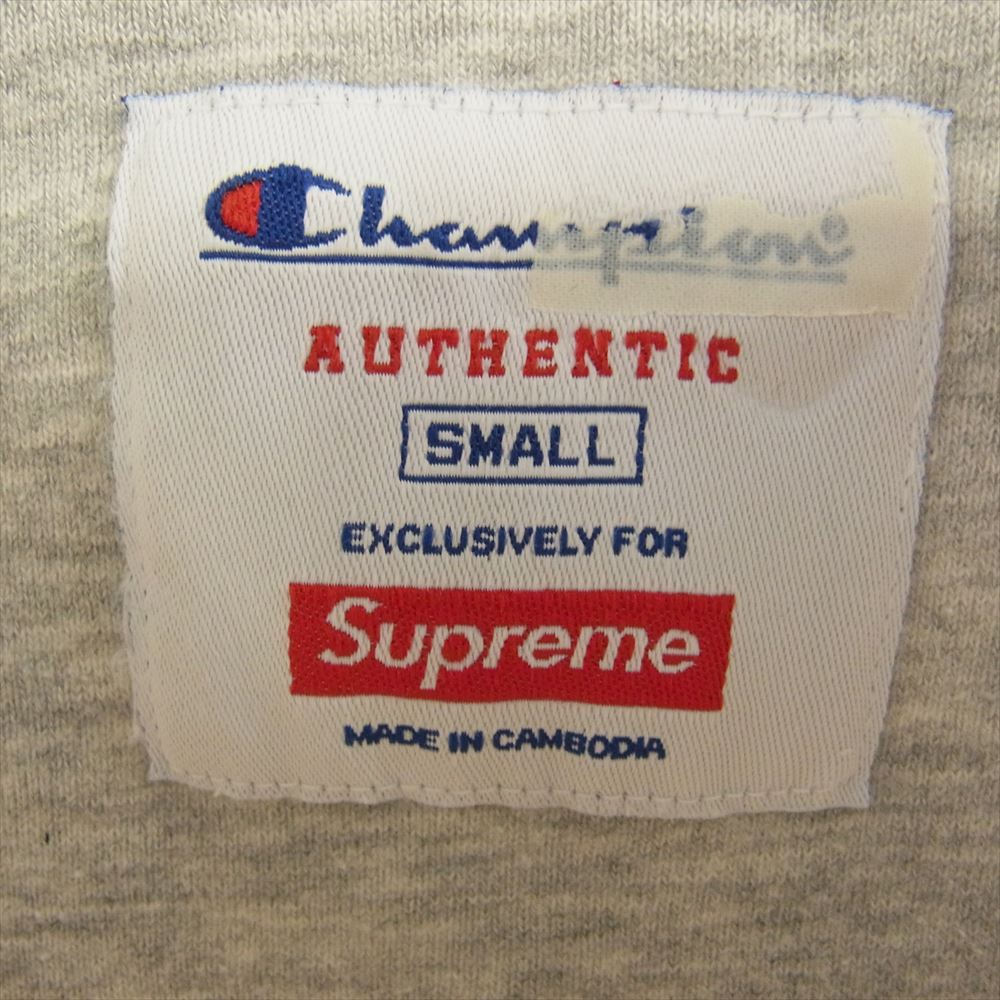 Champion®
AUTHENTIC
SMALL
EXCLUSIVELY FOR
Supreme
MADE IN CAMBODIA